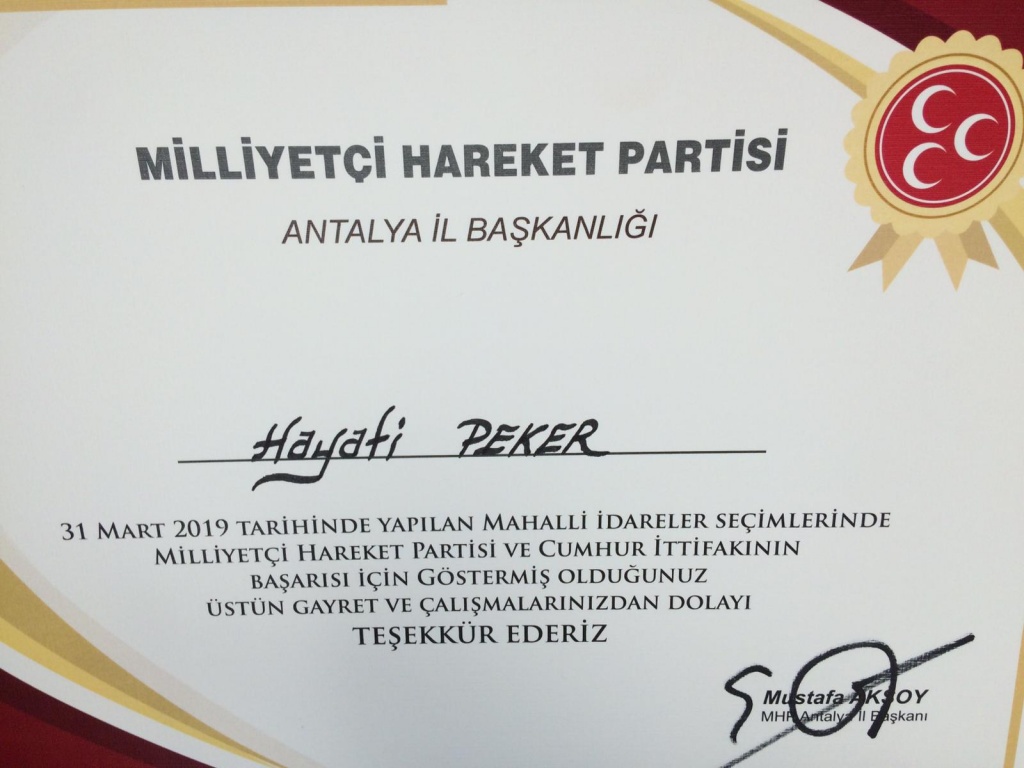 MİLLİYETÇİ HAREKET PARTİSİ
ANTALYA İL BAŞKANLIĞI
Hayati PEKER
31 MART 2019 TARİHİNDE YAPILAN MAHALLİ İDARELER SEÇİMLERİNDE
MİLLİYETÇİ HAREKET PARTİSİ VE CUMHUR İTTİFAKININ
BAŞARISI İÇİN GÖSTERMİŞ OLDUĞUNUZ
ÜSTÜN GAYRET VE ÇALIŞMALARINIZDAN DOLAYI
TEŞEKKÜR EDERİZ
Mustafa AKSOY
MHP Antalya İl Başkanı